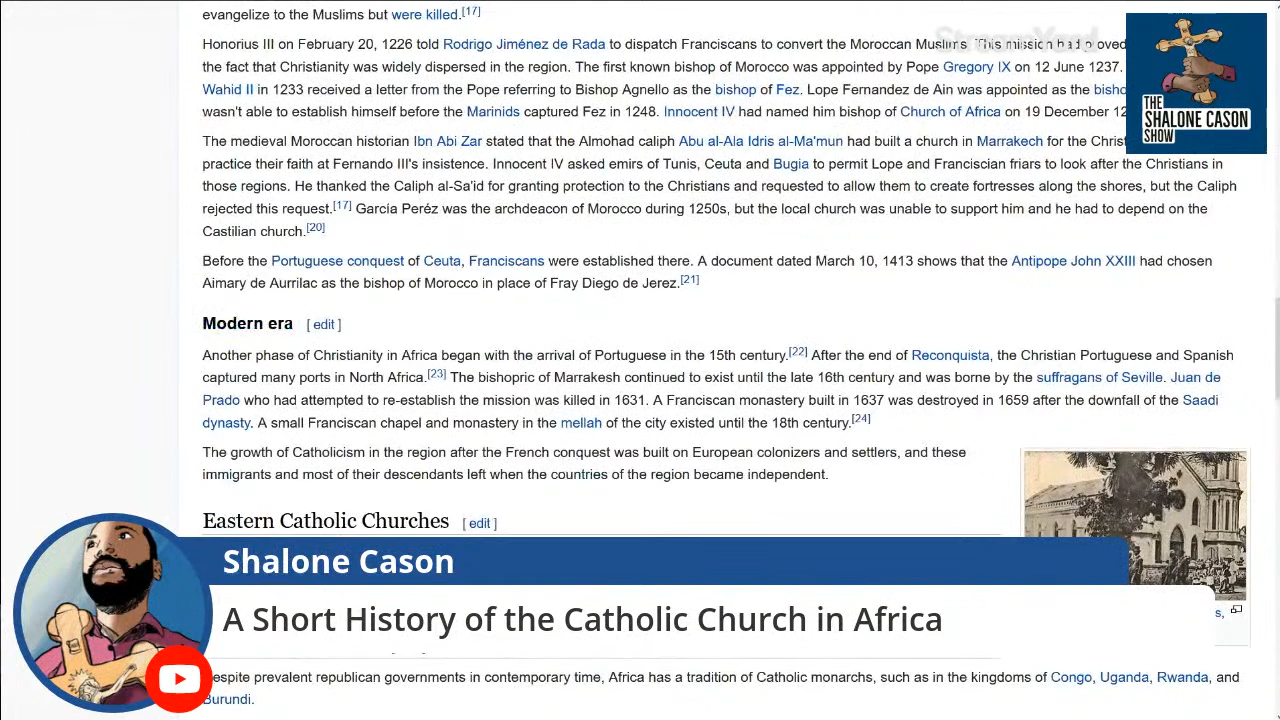 evangelize to the Muslims but were killed.[17]
Honorius III on February 20, 1226 told Rodrigo Jiménez de Rada to dispatch Franciscans to convert the Moroccan Muslims. This mission had proved
the fact that Christianity was widely dispersed in the region. The first known bishop of Morocco was appointed by Pope Gregory IX on 12 June 1237.
Wahid II in 1233 received a letter from the Pope referring to Bishop Agnello as the bishop of Fez. Lope Fernandez de Ain was appointed as the
wasn't able to establish himself before the Marinids captured Fez in 1248. Innocent IV had named him bishop of Church of Africa on 19 December
The medieval Moroccan historian Ibn Abi Zar stated that the Almohad caliph Abu al-Ala Idris al-Ma'mun had built a church in Marrakech for the
practice their faith at Fernando III's insistence. Innocent IV asked emirs of Tunis, Ceuta and Bugia to permit Lope and Franciscian friars to look after the Christians in
those regions. He thanked the Caliph al-Sa'id for granting protection to the Christians and requested to allow them to create fortresses along the shores, but the Caliph
rejected this request.[17] García Peréz was the archdeacon of Morocco during 1250s, but the local church was unable to support him and he had to depend on the
Castilian church.[20]
Before the Portuguese conquest of Ceuta, Franciscans were established there. A document dated March 10, 1413 shows that the Antipope John XXIII had chosen
Aimary de Aurrilac as the bishop of Morocco in place of Fray Diego de Jerez.[21]
Modern era [ edit ]
Another phase of Christianity in Africa began with the arrival of Portuguese in the 15th century.[22] After the end of Reconquista, the Christian Portuguese and Spanish
captured many ports in North Africa.[23] The bishopric of Marrakesh continued to exist until the late 16th century and was borne by the suffragans of Seville. Juan de
Prado who had attempted to re-establish the mission was killed in 1631. A Franciscan monastery built in 1637 was destroyed in 1659 after the downfall of the Saadi
dynasty. A small Franciscan chapel and monastery in the mellah of the city existed until the 18th century.[24]
The growth of Catholicism in the region after the French conquest was built on European colonizers and settlers, and these
immigrants and most of their descendants left when the countries of the region became independent.
Eastern Catholic Churches [ edit ]
s,
espite prevalent republican governments in contemporary time, Africa has a tradition of Catholic monarchs, such as in the kingdoms of Congo, Uganda, Rwanda, and
Burundi.
StreamYard
THE
SHALONE CASON
SHOW
Shalone Cason
A Short History of the Catholic Church in Africa